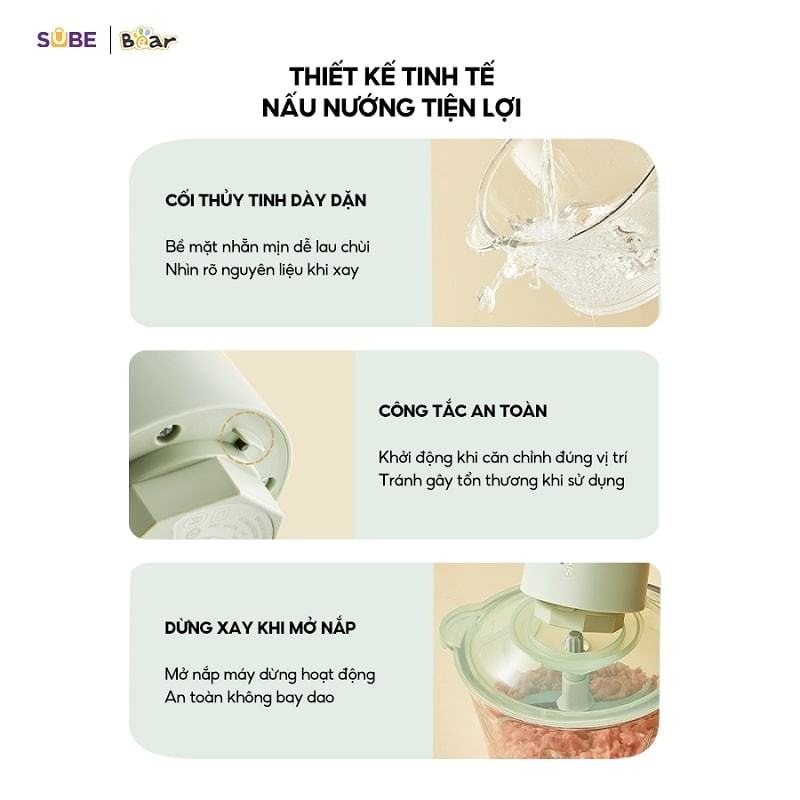 SUBE | Bear
THIẾT KẾ TINH TẾ
NẤU NƯỚNG TIỆN LỢI
CỐI THỦY TINH DÀY DẶN
Bề mặt nhẵn mịn dễ lau chùi
Nhìn rõ nguyên liệu khi xay
CÔNG TẮC AN TOÀN
Khởi động khi căn chỉnh đúng vị trí
Tránh gây tổn thương khi sử dụng
DỪNG XAY KHI MỞ NẮP
Mở nắp máy dừng hoạt động
An toàn không bay dao